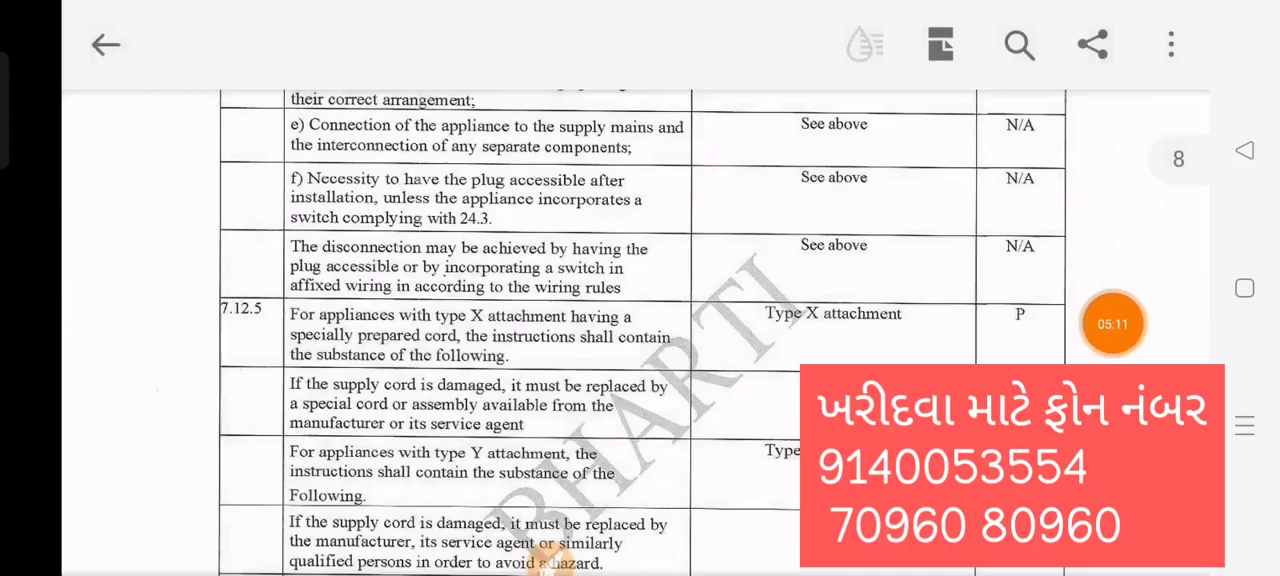 their correct arrangement;
e) Connection of the appliance to the supply mains and
the interconnection of any separate components;
See above
N/A
8
f) Necessity to have the plug accessible after
installation, unless the appliance incorporates a
switch complying with 24.3.
See above
N/A
The disconnection may be achieved by having the
plug accessible or by incorporating a switch in
affixed wiring in according to the wiring rules
See above
N/A
7.12.5
For appliances with type X attachment having a
specially prepared cord, the instructions shall contain
the substance of the following.
Type X attachment
P
05:11
If the supply cord is damaged, it must be replaced by
a special cord or assembly available from the
manufacturer or its service agent
For appliances with type Y attachment, the
instructions shall contain the substance of the
Following.
Type
If the supply cord is damaged, it must be replaced by
the manufacturer, its service agent or similarly
qualified persons in order to avoid a hazard.
BHARTI
ખરીદવા માટે ફોન નંબર
9140053554
70960 80960